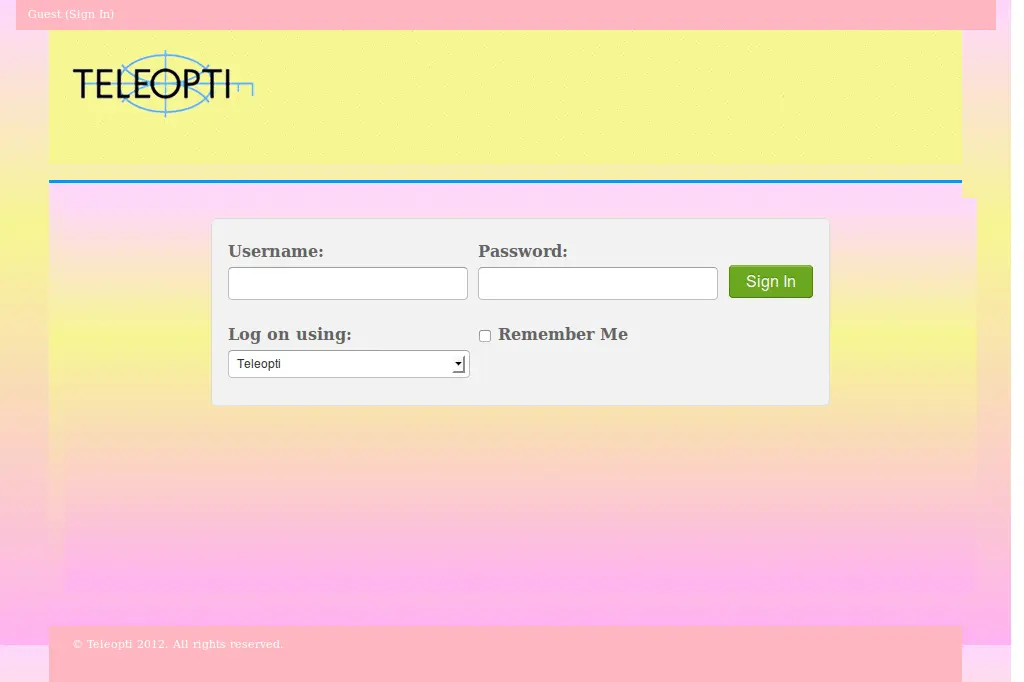 Guest (Sign In)
TELEOPTI
Username:
Password:
Sign In
Log on using:
Remember Me
Teleopti
© Teleopti 2012. All rights reserved.